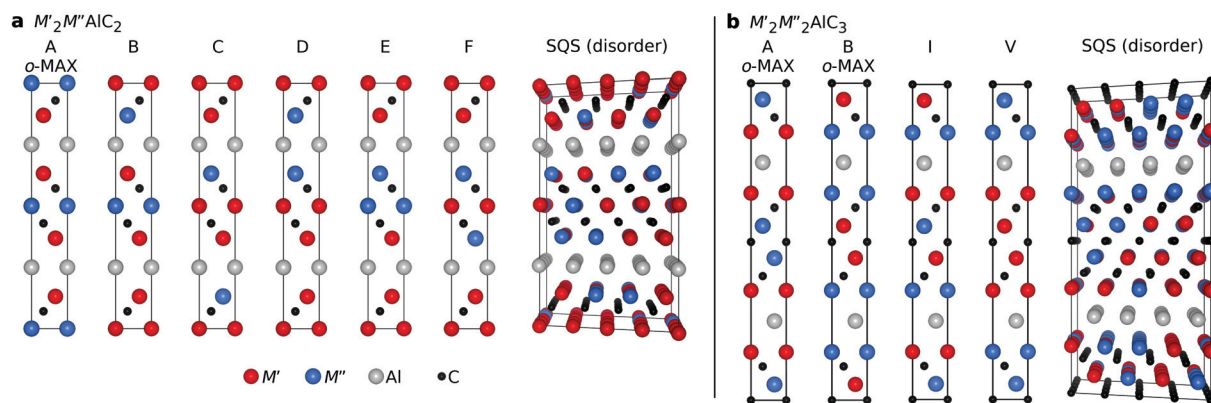 a M'₂M''AlC₂
A B C D E F SQS (disorder)
o-MAX
M' M'' Al C
b M'₂M''₂AlC₃
A B I V SQS (disorder)
o-MAX o-MAX